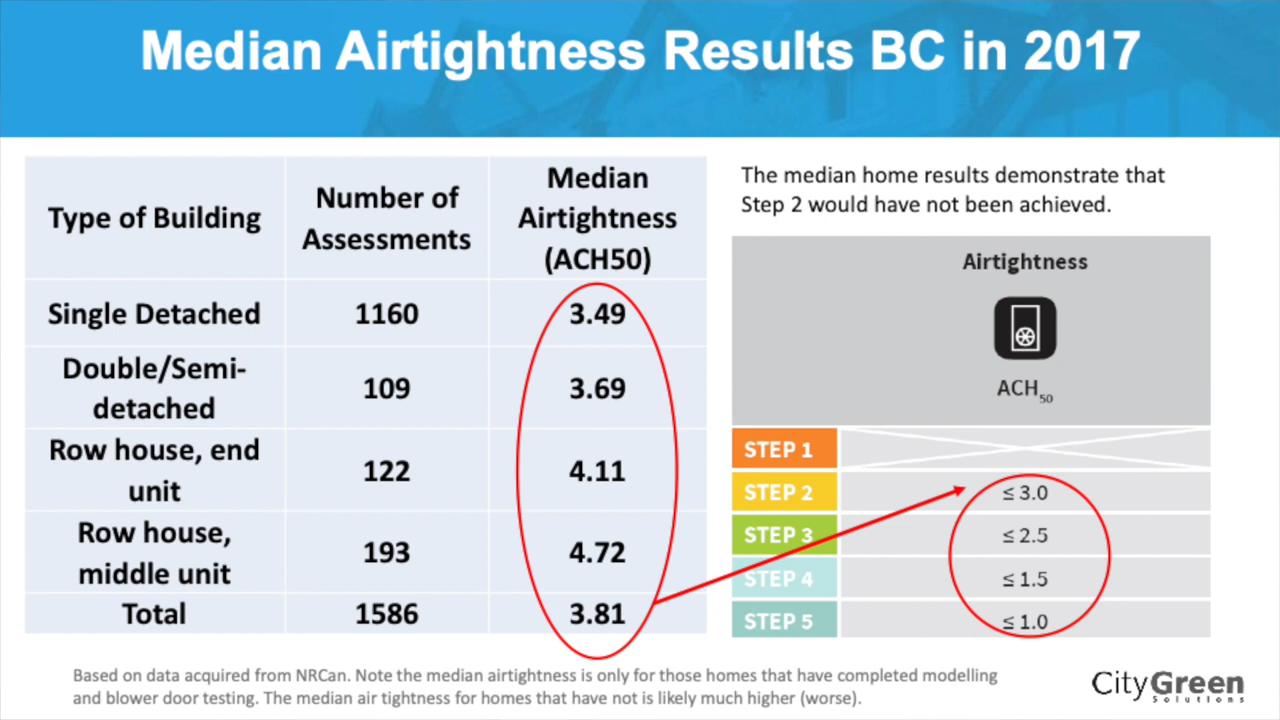 Median Airtightness Results BC in 2017
Type of Building
Number of
Assessments
Median
Airtightness
(ACH50)
Single Detached
1160
3.49
Double/Semi-
detached
109
3.69
Row house, end
unit
122
4.11
Row house,
middle unit
193
4.72
Total
1586
3.81
The median home results demonstrate that
Step 2 would have not been achieved.
Airtightness
ACH50
STEP 1
STEP 2
≤ 3.0
STEP 3
≤ 2.5
STEP 4
≤ 1.5
STEP 5
≤ 1.0
Based on data acquired from NRCan. Note the median airtightness is only for those homes that have completed modelling
and blower door testing. The median air tightness for homes that have not is likely much higher (worse).
CityGreen
Solutions